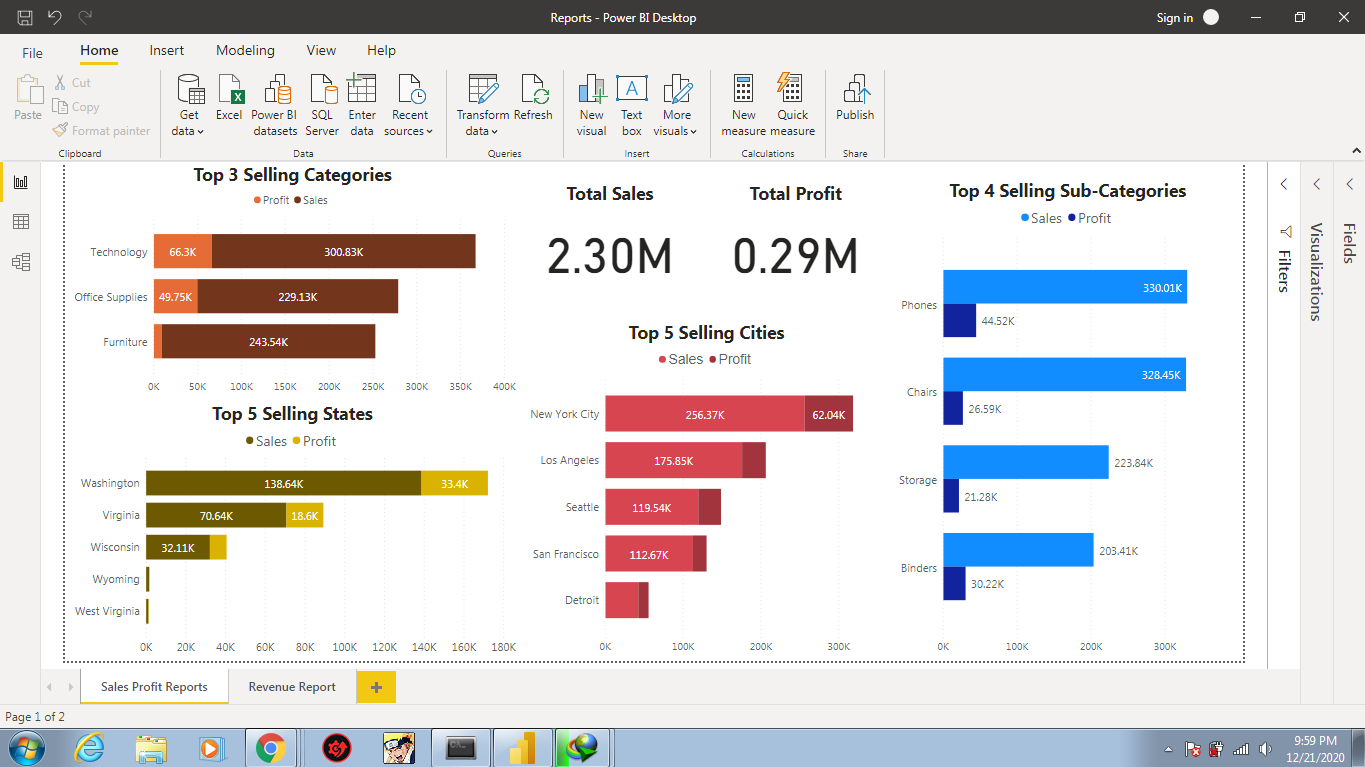 Reports - Power BI Desktop
Sign in
File
Home
Insert
Modeling
View
Help
Paste
Cut
Copy
Format painter
Clipboard
Get data
Excel
Power BI datasets
SQL Server
Enter data
Recent sources
Data
Transform data
Refresh
Queries
New visual
Text box
More visuals
Insert
New measure
Quick measure
Calculations
Publish
Share
Top 3 Selling Categories
Profit Sales
Technology 66.3K 300.83K
Office Supplies 49.75K 229.13K
Furniture 243.54K
0K 50K 100K 150K 200K 250K 300K 350K 400K
Top 5 Selling States
Sales Profit
Washington 138.64K 33.4K
Virginia 70.64K 18.6K
Wisconsin 32.11K
Wyoming
West Virginia
0K 20K 40K 60K 80K 100K 120K 140K 160K 180K
Total Sales
2.30M
Total Profit
0.29M
Top 5 Selling Cities
Sales Profit
New York City 256.37K 62.04K
Los Angeles 175.85K
Seattle 119.54K
San Francisco 112.67K
Detroit
0K 100K 200K 300K
Top 4 Selling Sub-Categories
Sales Profit
Phones 330.01K
44.52K
Chairs 328.45K
26.59K
Storage 223.84K
21.28K
Binders 203.41K
30.22K
0K 100K 200K 300K
Filters
Visualizations
Fields
Sales Profit Reports
Revenue Report
Page 1 of 2
9:59 PM
12/21/2020